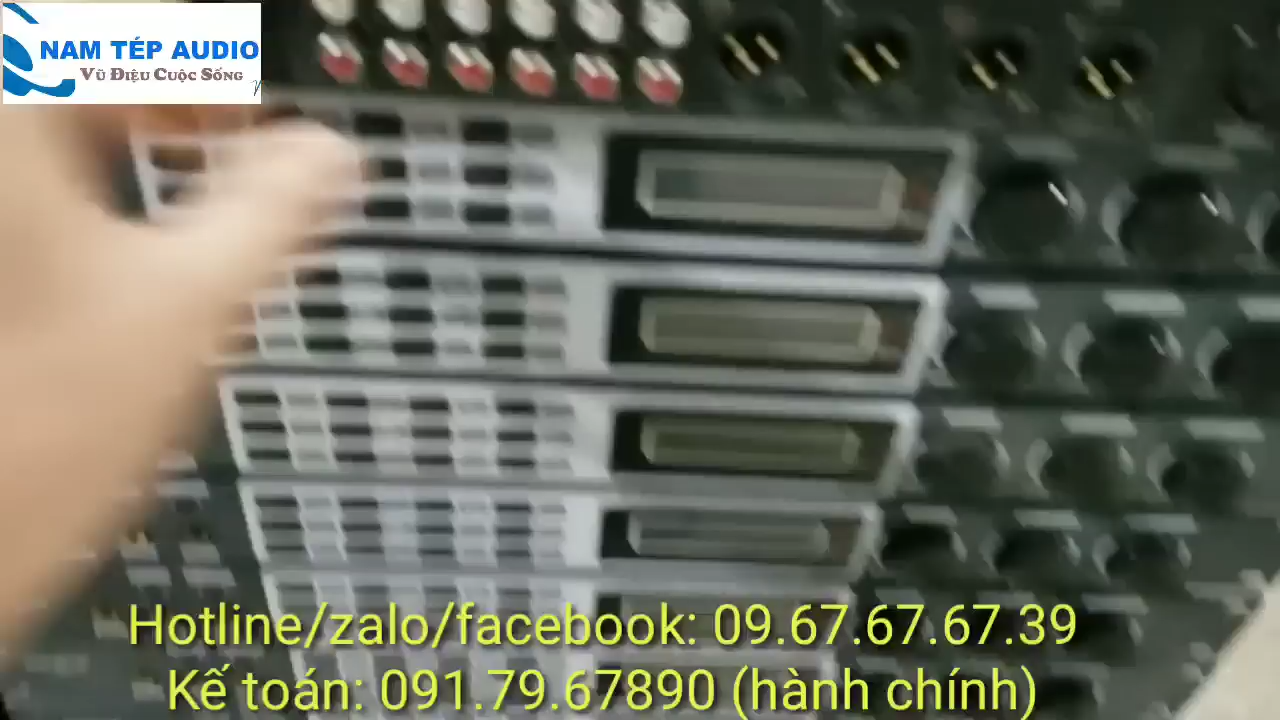 NAM TÉP AUDIO
Vũ Điệu Cuộc Sống
Hotline/zalo/facebook: 09.67.67.67.39
Kế toán: 091.79.67890 (hành chính)